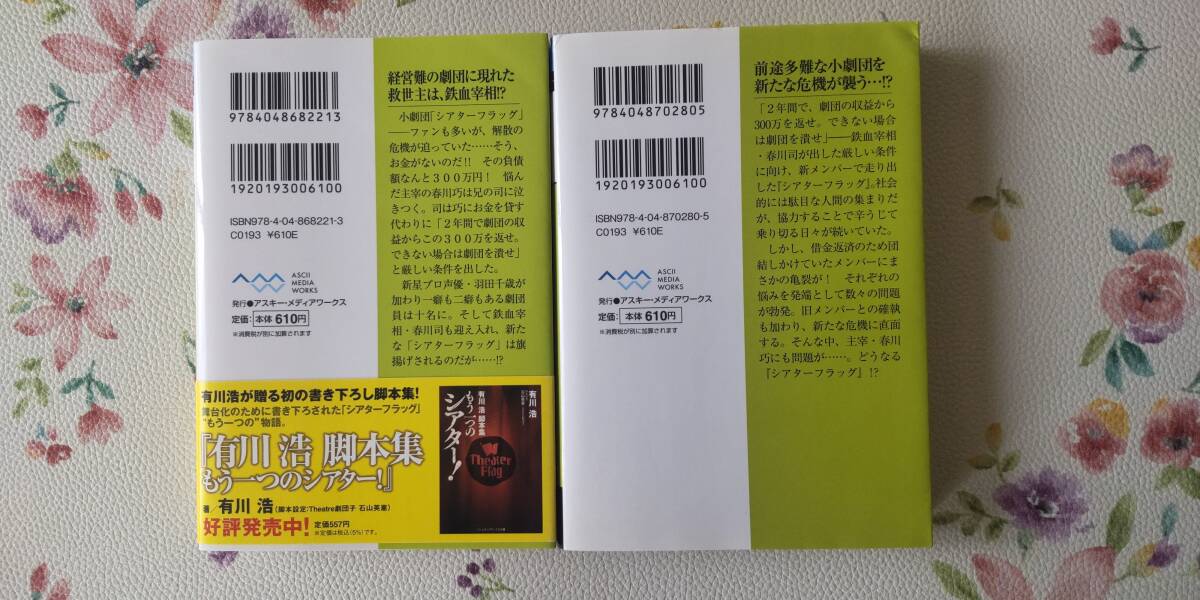 9784048682213
1920193006100
ISBN978-4-04-868221-3
C0193 ¥610E
ASCII
MEDIA
WORKS
発行●アスキー・メディアワークス
定価：本体610円
※消費税が別に加算されます
経営難の劇団に現れた
救世主は、鉄血宰相!?
小劇団「シアターフラッグ」
──ファンも多いが、解散の
危機が迫っていた……そう、
お金がないのだ!! その負債
額なんと３００万円！ 悩ん
だ主宰の春川巧は兄の司に泣
きつく。司は巧にお金を貸す
代わりに「２年間で劇団の収
益からこの３００万を返せ。
できない場合は劇団を潰せ」
と厳しい条件を出した。
新星プロ声優・羽田千歳が
加わり一癖も二癖もある劇団
員は十名に。そして鉄血宰
相・春川司も迎え入れ、新た
な「シアターフラッグ」は旗
揚げされるのだが……!?
有川浩が贈る初の書き下ろし脚本集!
舞台化のために書き下ろされた「シアターフラッグ」
“もう一つの”物語。
『有川 浩 脚本集
もう一つのシアター!』
著／有川 浩（脚本設定:Theatre劇団子 石山英憲）
好評発売中! 定価557円
※定価は税込(5%)です。
有川 浩
有川 浩 脚本集
もう一つの
シアター！
Theater
Flag
9784048702805
1920193006100
ISBN978-4-04-870280-5
C0193 ¥610E
ASCII
MEDIA
WORKS
発行●アスキー・メディアワークス
定価：本体610円
※消費税が別に加算されます
前途多難な小劇団を
新たな危機が襲う…!?
「２年間で、劇団の収益から
300万を返せ。できない場合
は劇団を潰せ」──鉄血宰相
・春川司が出した厳しい条件
に向け、新メンバーで走り出
した『シアターフラッグ』。社会
的には駄目な人間の集まりだ
が、協力することで辛うじて
乗り切る日々が続いていた。
しかし、借金返済のため団
結しかけていたメンバーにま
さかの亀裂が！ それぞれの
悩みを発端として数々の問題
が勃発。旧メンバーとの確執
も加わり、新たな危機に直面
する。そんな中、主宰・春川
巧にも問題が……。どうなる
『シアターフラッグ』!?